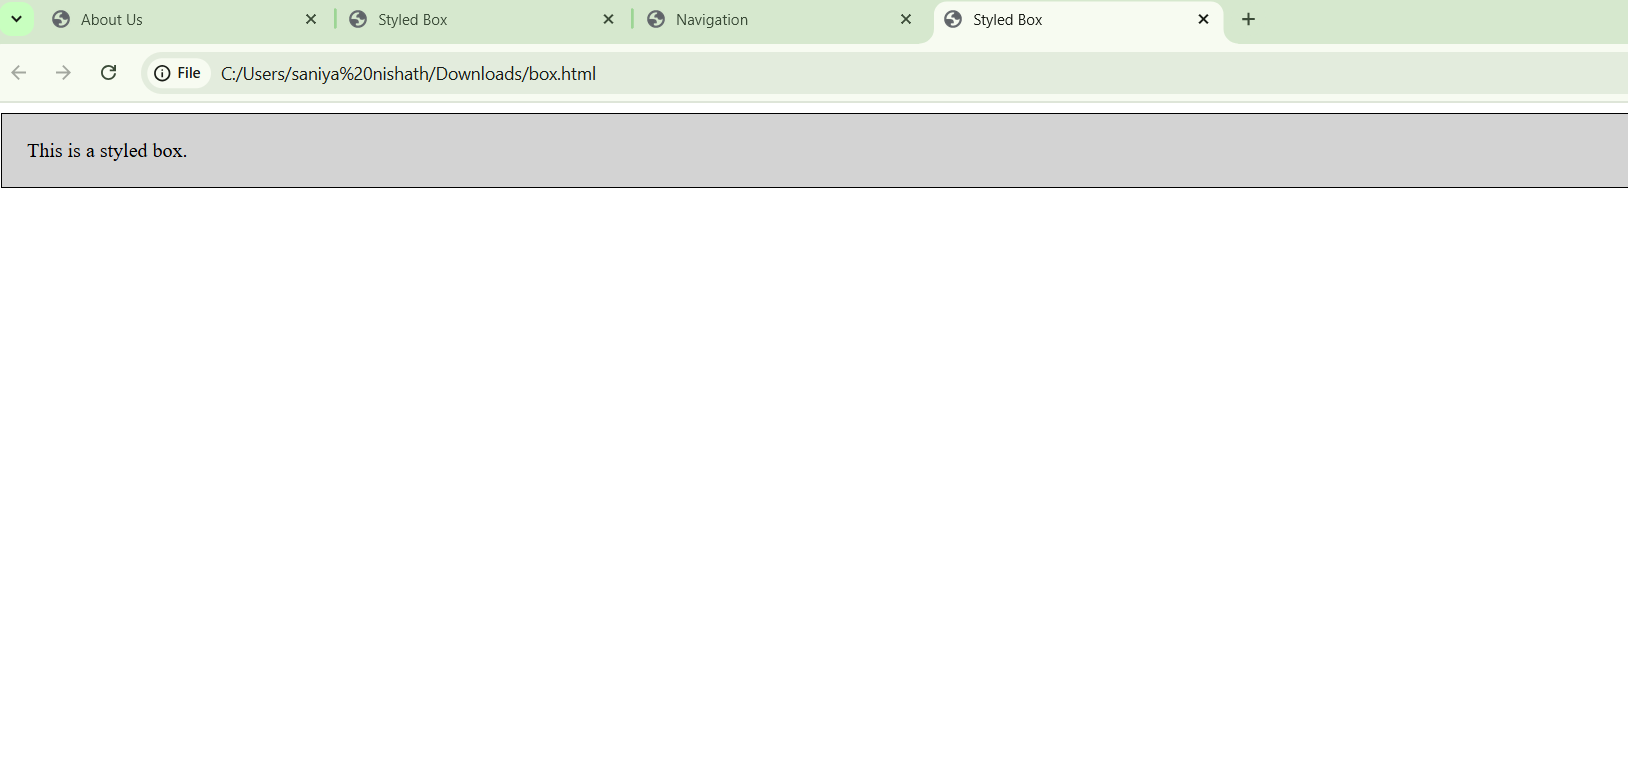 About Us
Styled Box
Navigation
Styled Box
File
C:/Users/saniya%20nishath/Downloads/box.html
This is a styled box.